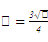 □ = 3√□ / 4